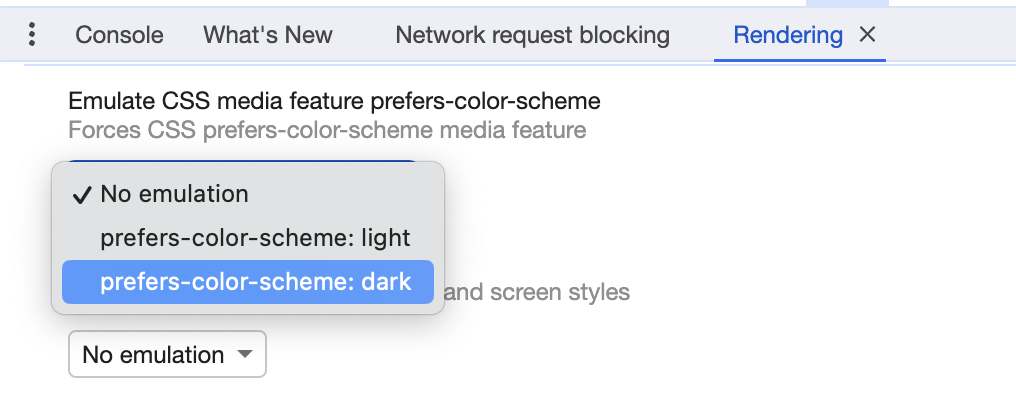 Console What's New Network request blocking Rendering
Emulate CSS media feature prefers-color-scheme
Forces CSS prefers-color-scheme media feature
No emulation
prefers-color-scheme: light
prefers-color-scheme: dark
and screen styles
No emulation